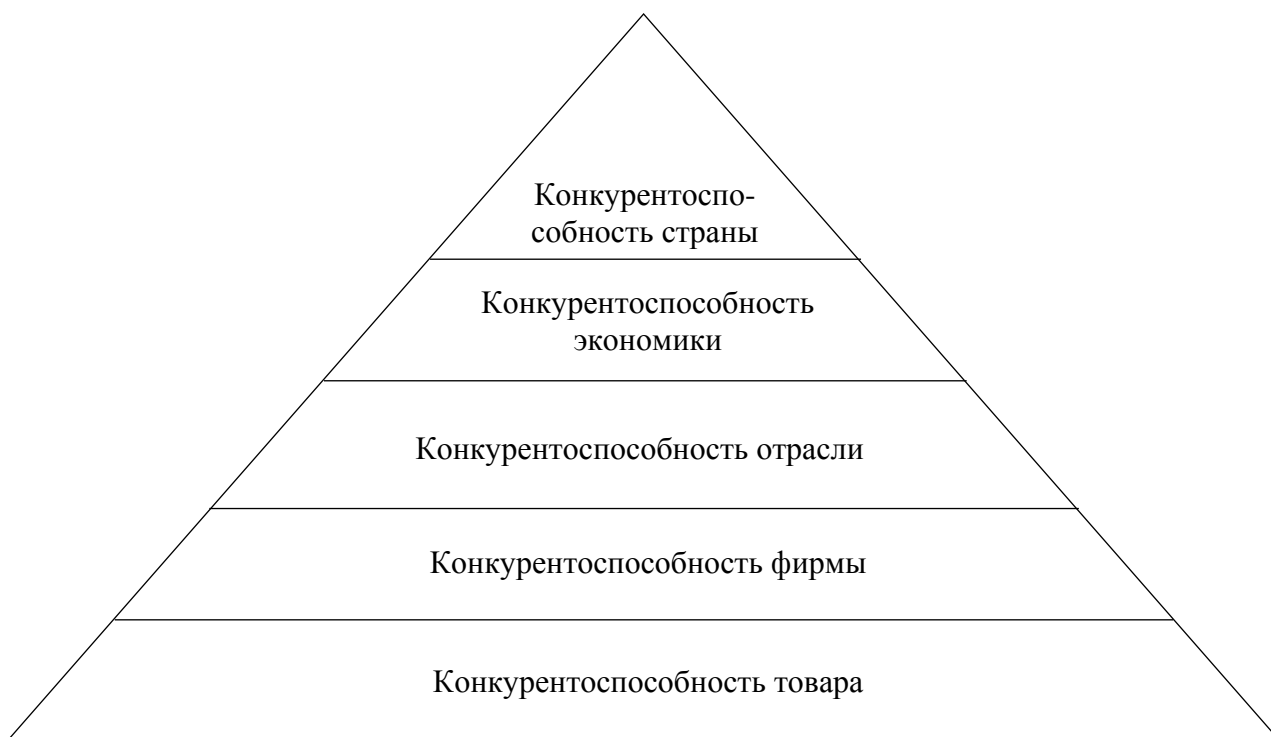 Конкурентоспо-
собность страны
Конкурентоспособность
экономики
Конкурентоспособность отрасли
Конкурентоспособность фирмы
Конкурентоспособность товара